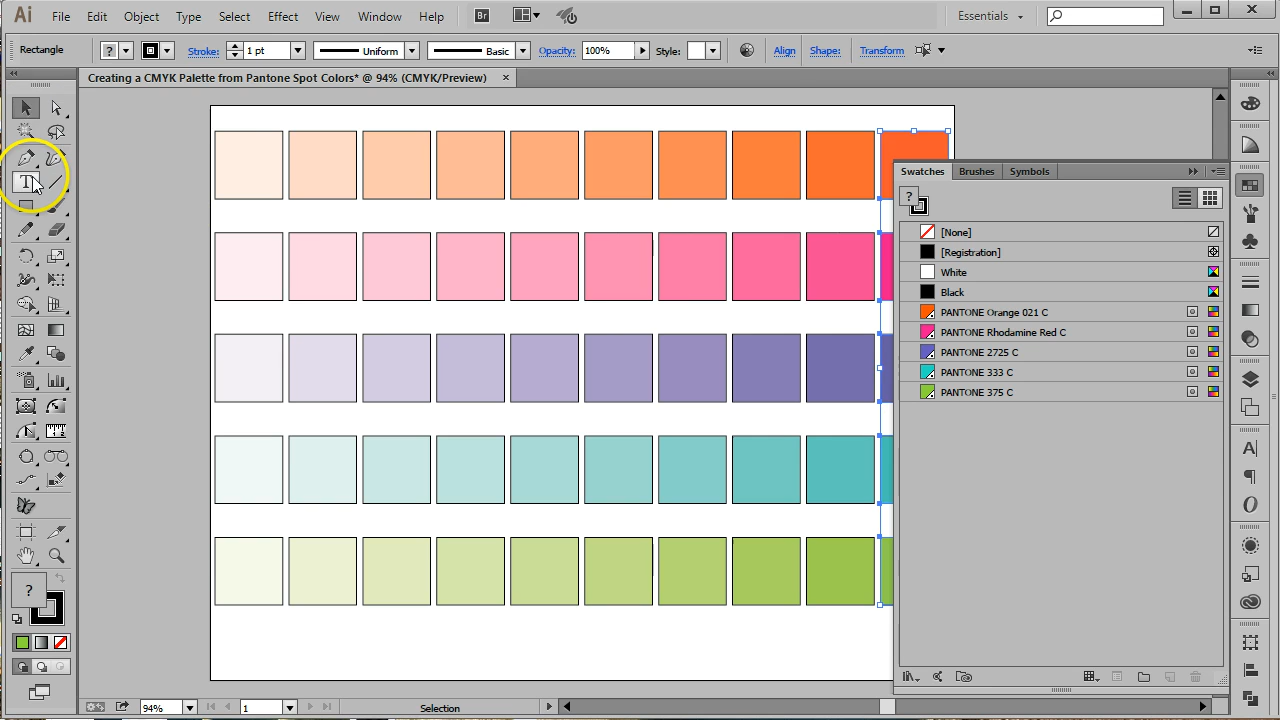 Ai File Edit Object Type Select Effect View Window Help Br Essentials
Rectangle ? Stroke: 1 pt Uniform Basic Opacity: 100% Style: Align Shape: Transform
Creating a CMYK Palette from Pantone Spot Colors* @ 94% (CMYK/Preview) ×
Swatches Brushes Symbols
?
[None]
[Registration]
White
Black
PANTONE Orange 021 C
PANTONE Rhodamine Red C
PANTONE 2725 C
PANTONE 333 C
PANTONE 375 C
T
?
A
94% 1 Selection